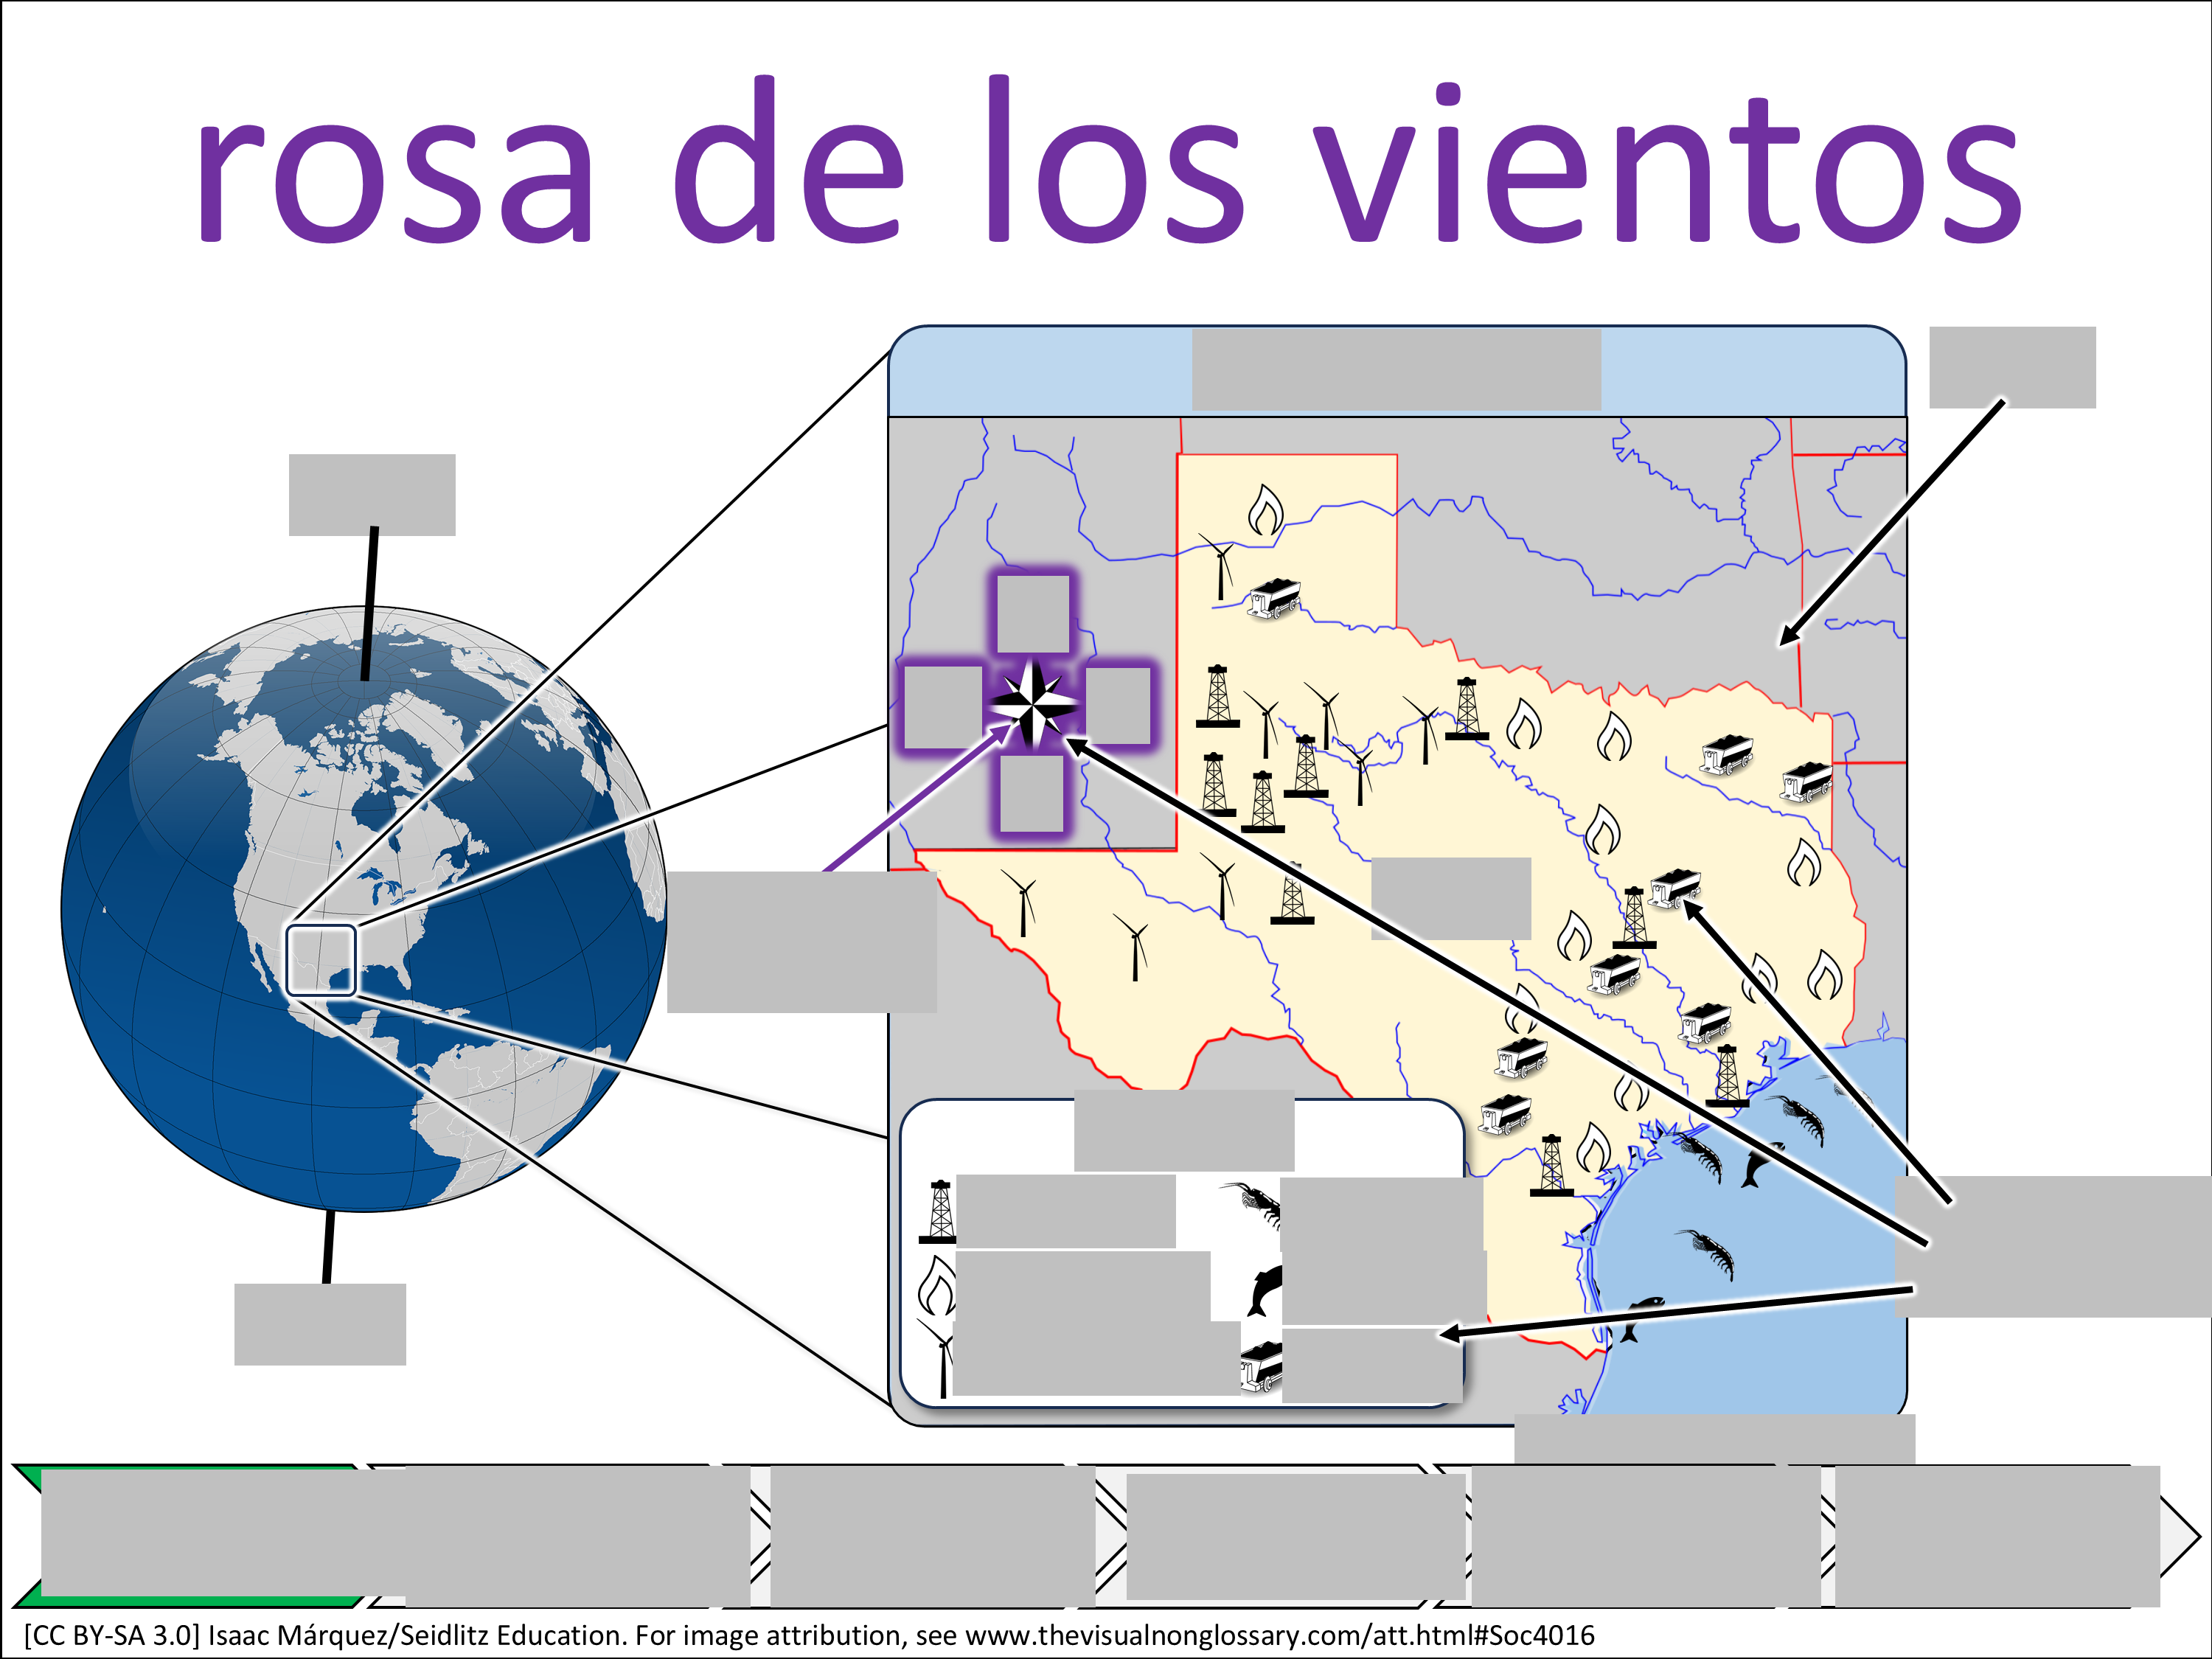 rosa de los vientos
[CC BY-SA 3.0] Isaac Márquez/Seidlitz Education. For image attribution, see www.thevisualnonglossary.com/att.html#Soc4016